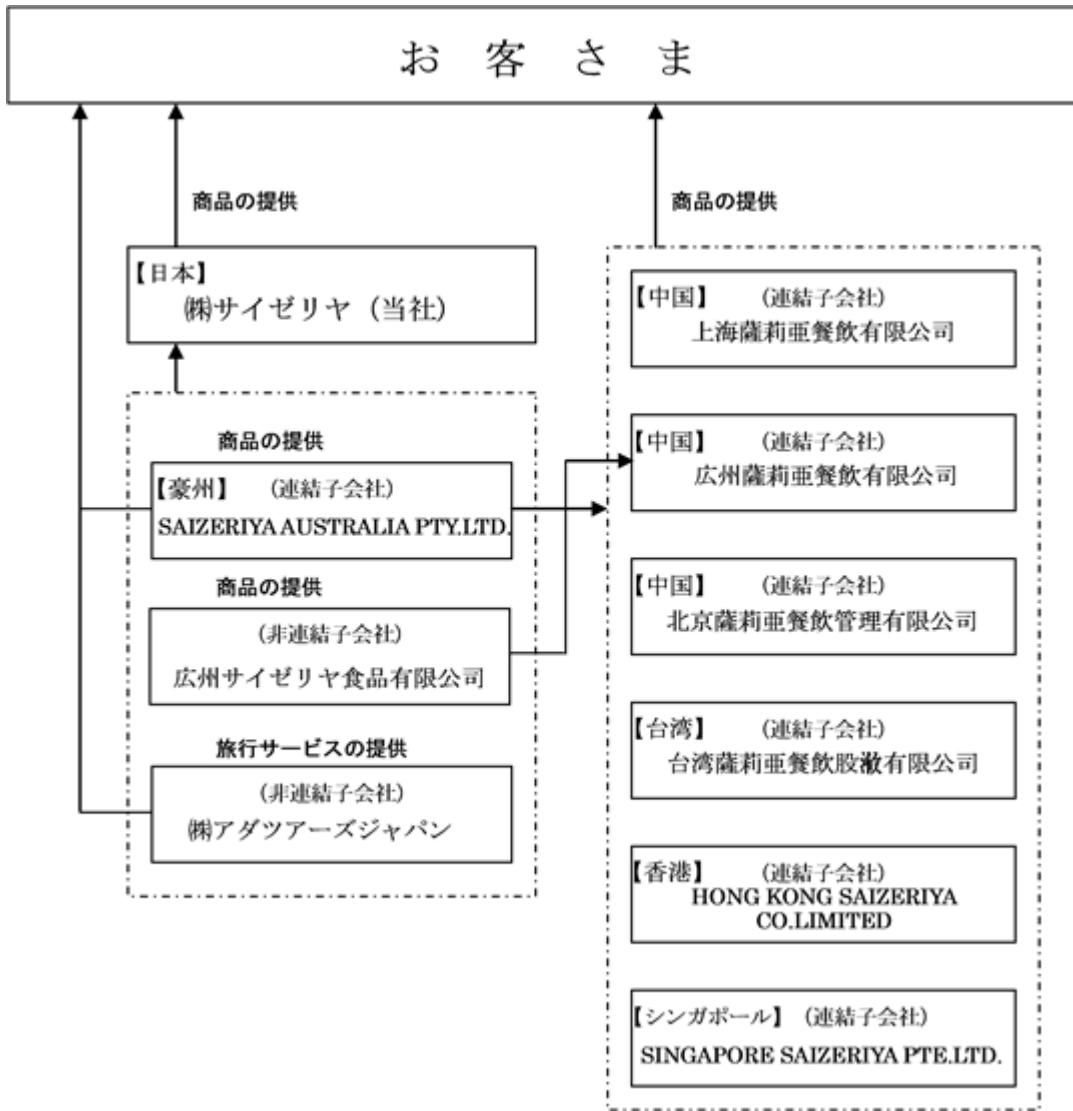 お客さま
商品の提供
【日本】
㈱サイゼリヤ（当社）
商品の提供
【豪州】 (連結子会社)
SAIZERIYA AUSTRALIA PTY.LTD.
商品の提供
(非連結子会社)
広州サイゼリヤ食品有限公司
旅行サービスの提供
(非連結子会社)
㈱アダツアーズジャパン
商品の提供
【中国】 (連結子会社)
上海薩莉亜餐飲有限公司
【中国】 (連結子会社)
広州薩莉亜餐飲有限公司
【中国】 (連結子会社)
北京薩莉亜餐飲管理有限公司
【台湾】 (連結子会社)
台湾薩莉亜餐飲股有限公司
【香港】 (連結子会社)
HONG KONG SAIZERIYA
CO.LIMITED
【シンガポール】 (連結子会社)
SINGAPORE SAIZERIYA PTE.LTD.